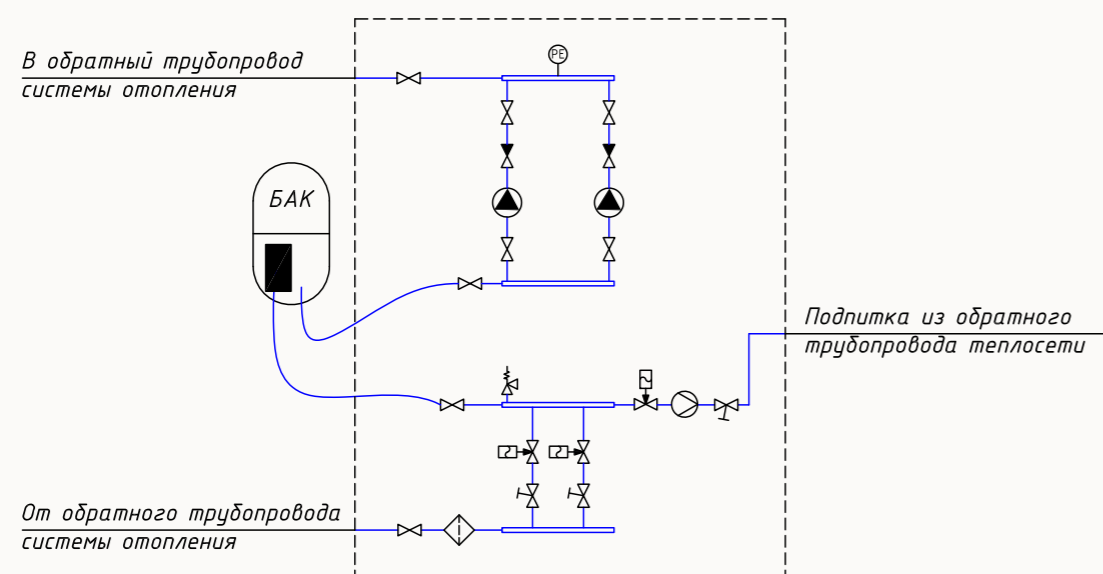 В обратный трубопровод
системы отопления
PE
БАК
Подпитка из обратного
трубопровода теплосети
От обратного трубопровода
системы отопления